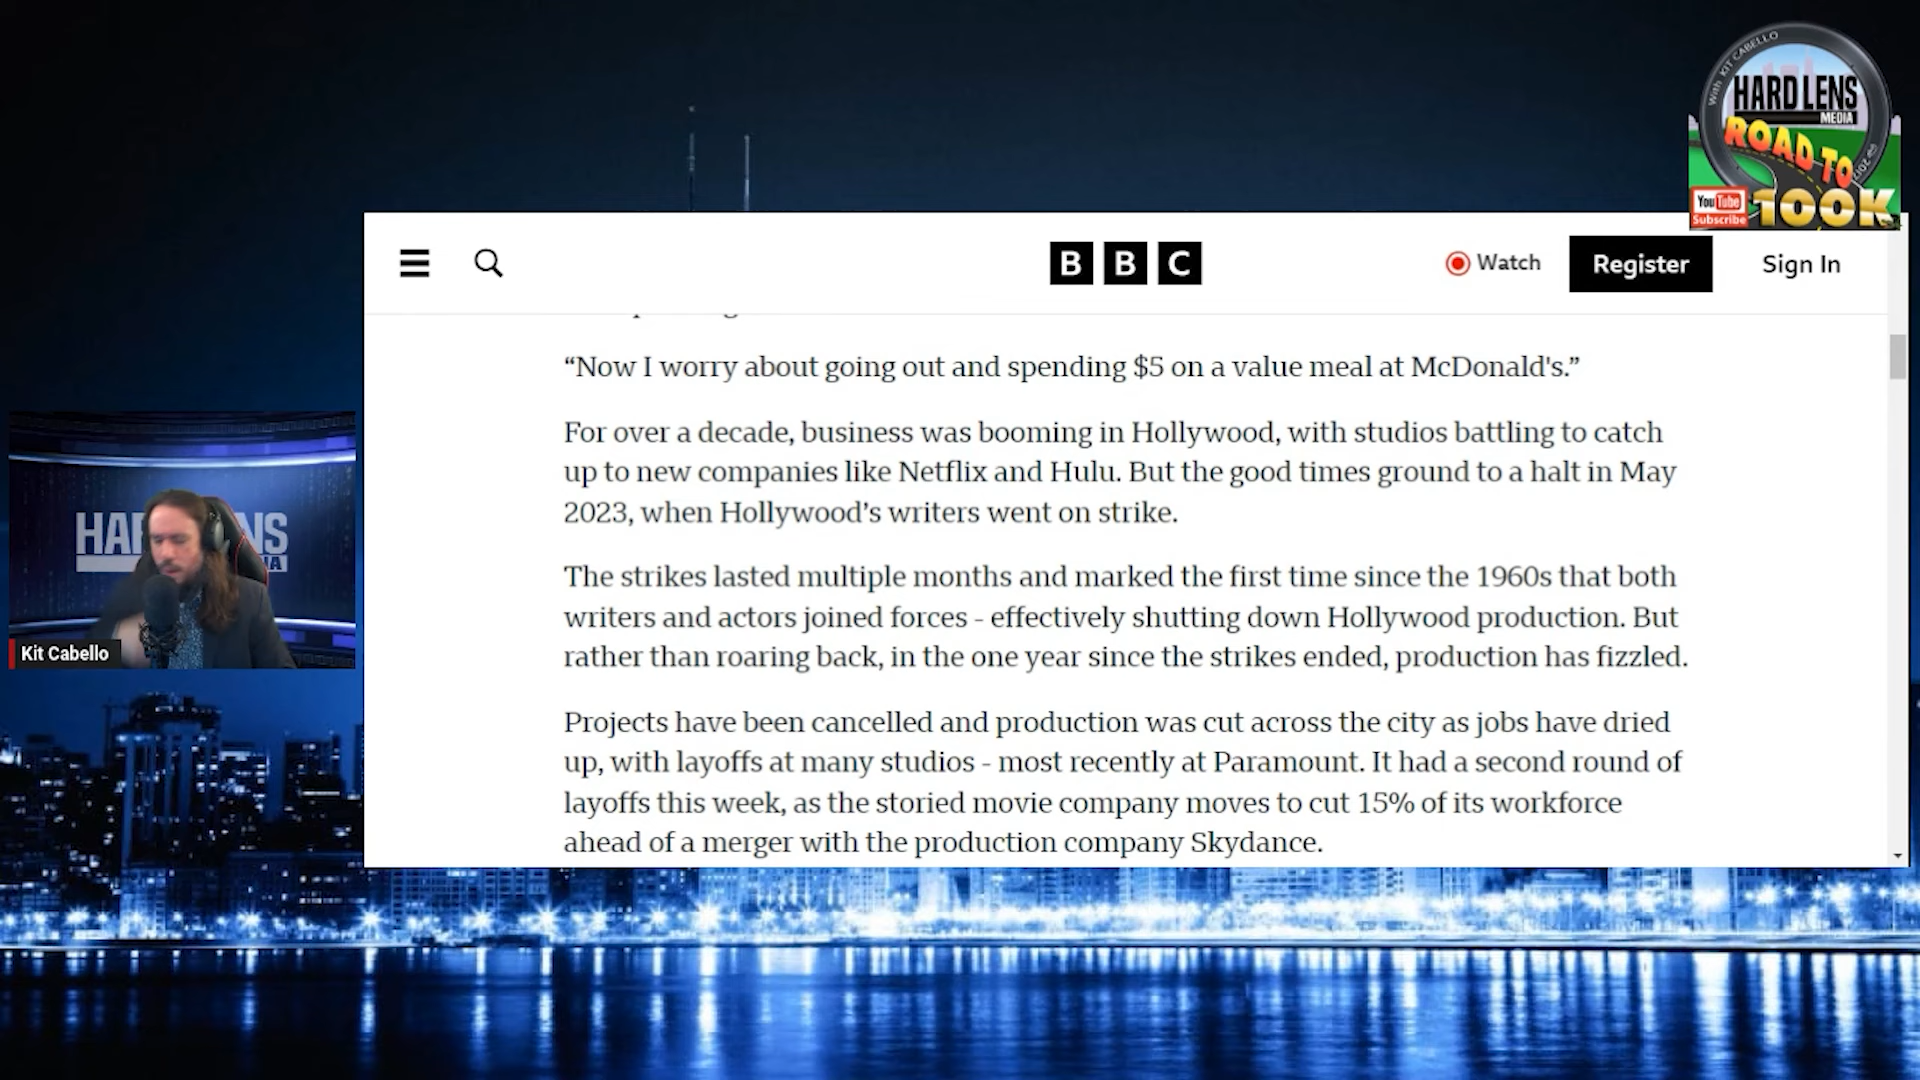 With KIT CABELLO
HARD LENS
MEDIA
ROAD TO
100K
YouTube
Subscribe
BBC
Watch
Register
Sign In
“Now I worry about going out and spending $5 on a value meal at McDonald's.”
For over a decade, business was booming in Hollywood, with studios battling to catch
up to new companies like Netflix and Hulu. But the good times ground to a halt in May
2023, when Hollywood’s writers went on strike.
The strikes lasted multiple months and marked the first time since the 1960s that both
writers and actors joined forces - effectively shutting down Hollywood production. But
rather than roaring back, in the one year since the strikes ended, production has fizzled.
Projects have been cancelled and production was cut across the city as jobs have dried
up, with layoffs at many studios - most recently at Paramount. It had a second round of
layoffs this week, as the storied movie company moves to cut 15% of its workforce
ahead of a merger with the production company Skydance.
Kit Cabello